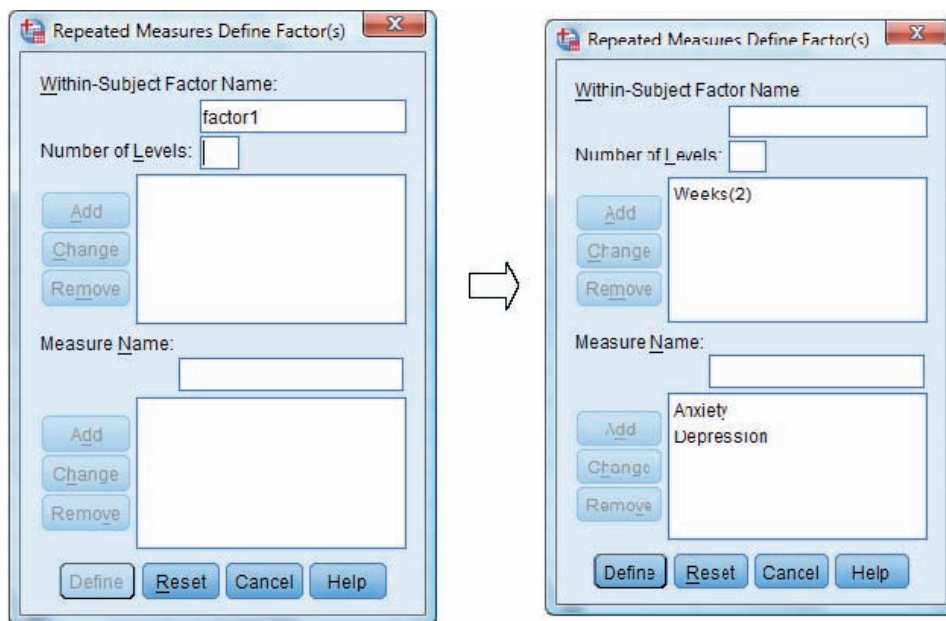 Repeated Measures Define Factor(s)
Within-Subject Factor Name:
factor1
Number of Levels:
Add
Change
Remove
Measure Name:
Add
Change
Remove
Define Reset Cancel Help
Repeated Measures Define Factor(s)
Within-Subject Factor Name
Number of Levels:
Weeks(2)
Add
Change
Remove
Measure Name:
Anxiety
Depression
Add
Change
Remove
Define Reset Cancel Help